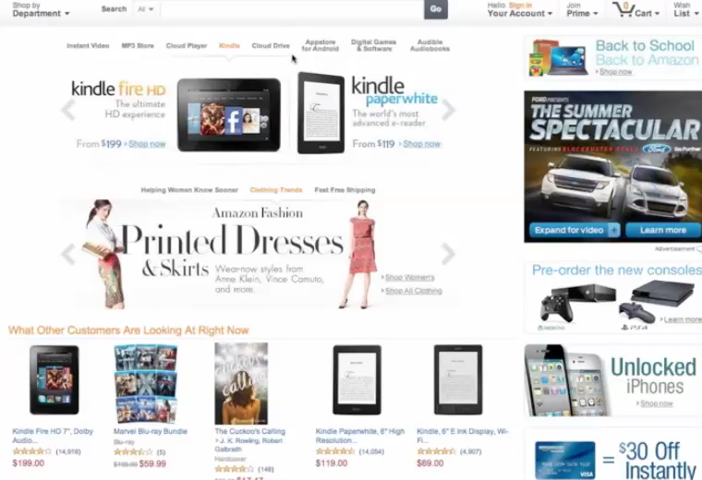 Shop by
Department
Search
All
Go
Hello. Sign in
Your Account
Join
Prime
0
Cart
Wish
List
Instant Video
MP3 Store
Cloud Player
Kindle
Cloud Drive
Appstore
for Android
Digital Games
& Software
Audible
Audiobooks
kindle fire HD
The ultimate
HD experience
From $199 › Shop now
kindle
paperwhite
The world's most
advanced e-reader
From $119 › Shop now
Back to School
Back to Amazon
› Shop now
FORD PRESENTS
THE SUMMER
SPECTACULAR
FEATURING BLOCKBUSTER DEALS
Ford
Go Further
Expand for video +
Learn more
Advertisement
Helping Women Know Sooner
Clothing Trends
Fast Free Shipping
Amazon Fashion
Printed Dresses
& Skirts
Wear-now styles from
Anne Klein, Vince Camuto,
and more.
› Shop Women's
› Shop All Clothing
Pre-order the new consoles
› Learn more
PS4
Unlocked
iPhones
› Shop now
= $30 Off
Instantly
VISA
What Other Customers Are Looking At Right Now
Kindle Fire HD 7", Dolby
Audio...
(14,918)
$199.00
Marvel Blu-ray Bundle
Blu-ray
(5)
$59.99
The Cuckoo's Calling
› J. K. Rowling, Robert
Galbraith
Hardcover
(148)
Kindle Paperwhite, 6" High
Resolution...
(14,054)
$119.00
Kindle, 6" E Ink Display, Wi-
Fi...
(4,907)
$69.00